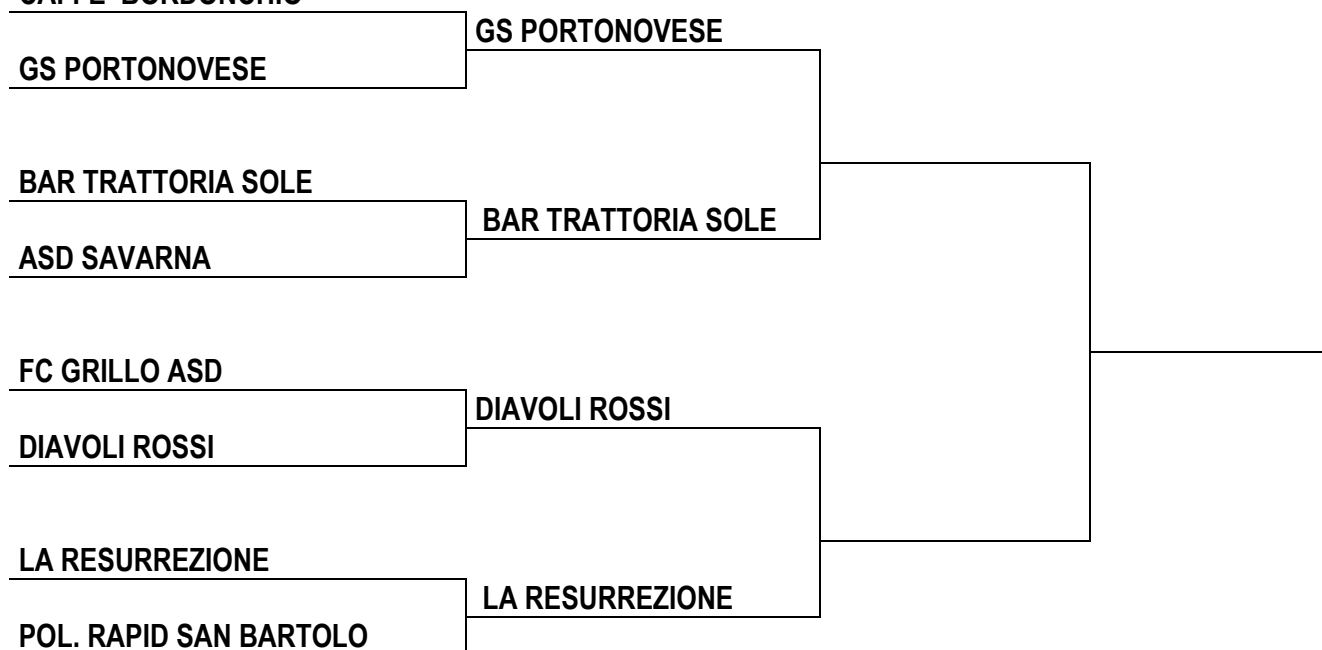 GS PORTONOVESE
GS PORTONOVESE
BAR TRATTORIA SOLE
BAR TRATTORIA SOLE
ASD SAVARNA
FC GRILLO ASD
DIAVOLI ROSSI
DIAVOLI ROSSI
LA RESURREZIONE
LA RESURREZIONE
POL. RAPID SAN BARTOLO